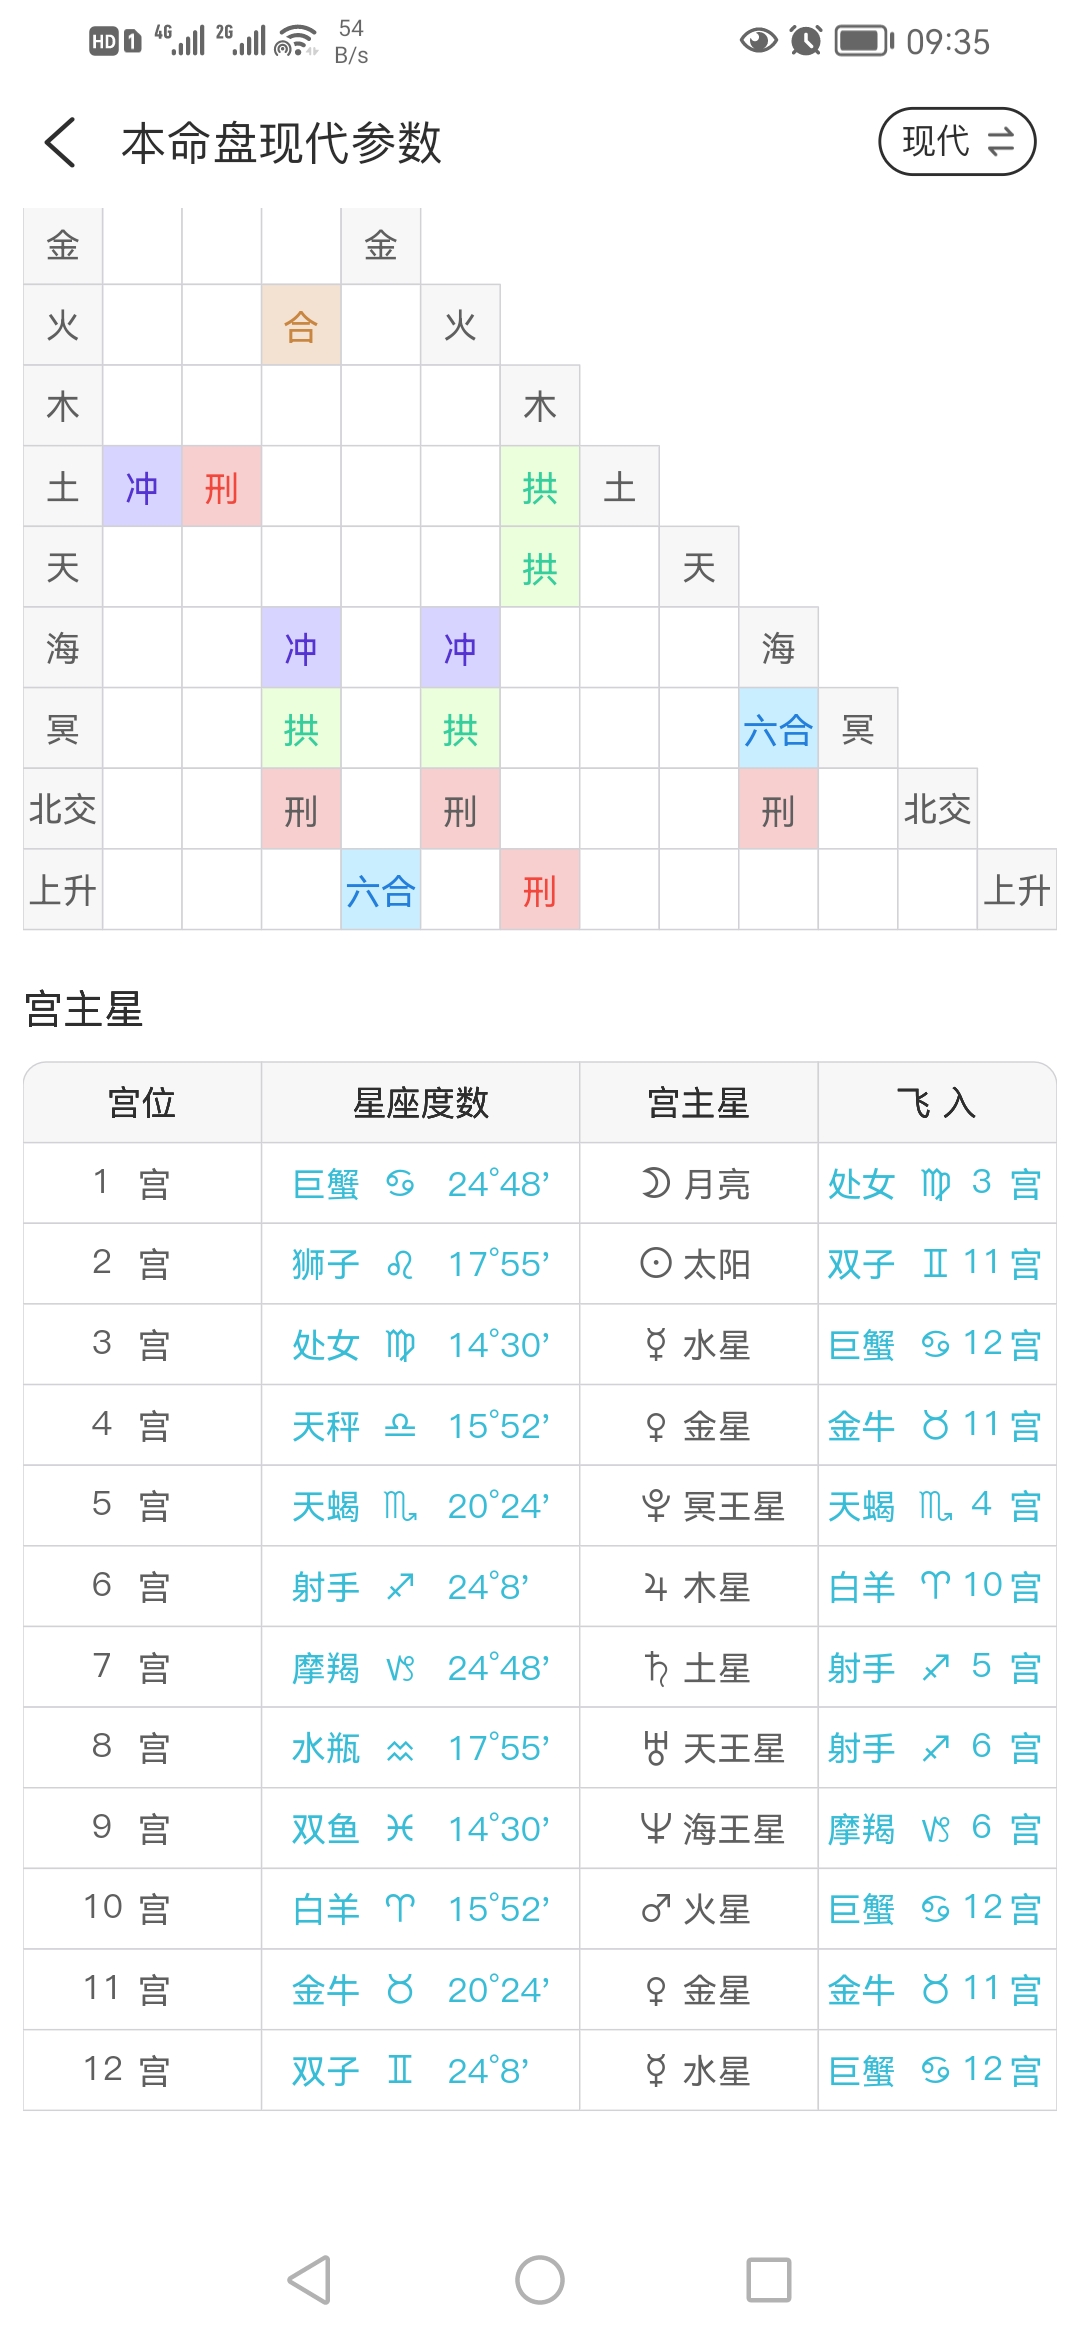 HD 1 4G 2G 54 B/s 09:35
本命盘现代参数 现代
金 金
火 合 火
木 木
土 冲 刑 拱 土
天 拱 天
海 冲 冲 海
冥 拱 拱 六合 冥
北交 刑 刑 刑 北交
上升 六合 刑 上升
宫主星
宫位 星座度数 宫主星 飞 入
1 宫 巨蟹 ♋ 24°48’ ☽ 月亮 处女 ♍ 3 宫
2 宫 狮子 ♌ 17°55’ ☉ 太阳 双子 ♊ 11 宫
3 宫 处女 ♍ 14°30’ ☿ 水星 巨蟹 ♋ 12 宫
4 宫 天秤 ♎ 15°52’ ♀ 金星 金牛 ♉ 11 宫
5 宫 天蝎 ♏ 20°24’ ♇ 冥王星 天蝎 ♏ 4 宫
6 宫 射手 ♐ 24°8’ ♃ 木星 白羊 ♈ 10 宫
7 宫 摩羯 ♑ 24°48’ ♄ 土星 射手 ♐ 5 宫
8 宫 水瓶 ♒ 17°55’ ♅ 天王星 射手 ♐ 6 宫
9 宫 双鱼 ♓ 14°30’ ♆ 海王星 摩羯 ♑ 6 宫
10 宫 白羊 ♈ 15°52’ ♂ 火星 巨蟹 ♋ 12 宫
11 宫 金牛 ♉ 20°24’ ♀ 金星 金牛 ♉ 11 宫
12 宫 双子 ♊ 24°8’ ☿ 水星 巨蟹 ♋ 12 宫